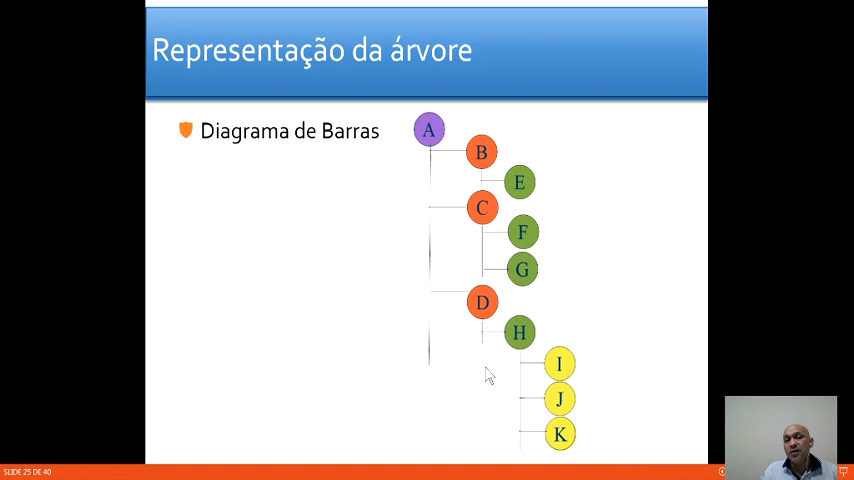 Representação da árvore
Diagrama de Barras
A
B
E
C
F
G
D
H
I
J
K
SLIDE 25 DE 40